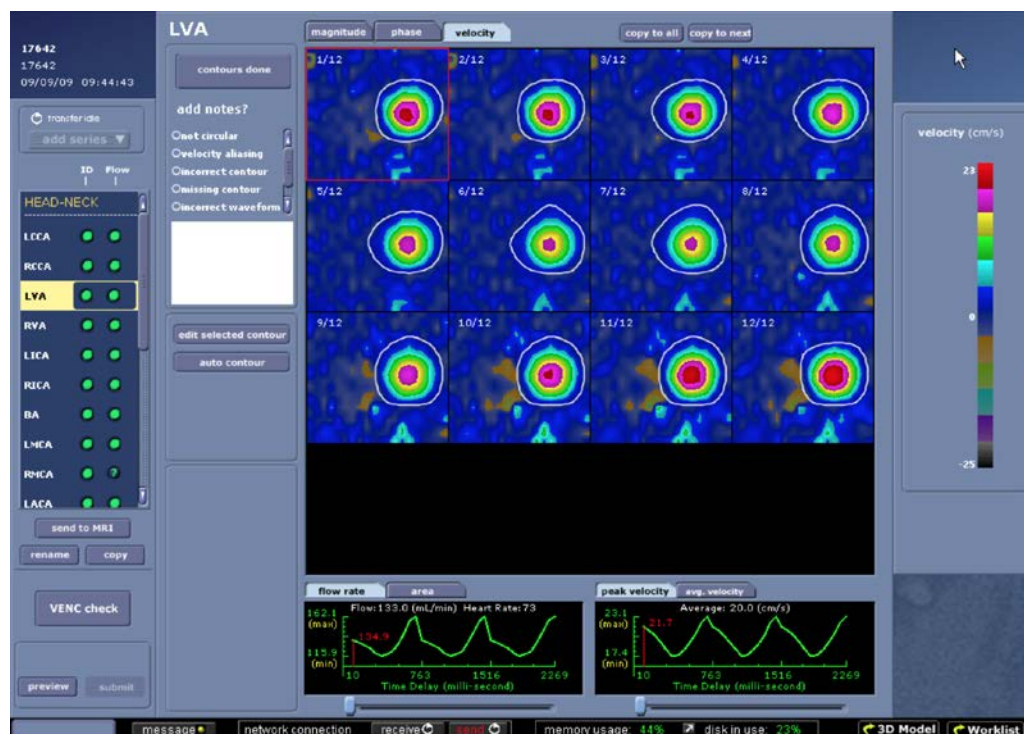 17642
17642
09/09/09 09:44:43
transfer idle
add series
ID Flow
HEAD-NECK
LCCA
RCCA
LVA
RVA
LICA
RICA
BA
LMCA
RMCA ?
LACA
send to MRI
rename copy
VENC check
preview submit
LVA
contours done
add notes?
not circular
velocity aliasing
incorrect contour
missing contour
incorrect waveform
edit selected contour
auto contour
magnitude phase velocity copy to all copy to next
1/12 2/12 3/12 4/12
5/12 6/12 7/12 8/12
9/12 10/12 11/12 12/12
flow rate area
Flow:133.0 (mL/min) Heart Rate:73
162.1
(max)
134.9
115.9
(min)
10 763 1516 2269
Time Delay (milli-second)
peak velocity avg. velocity
Average: 20.0 (cm/s)
23.1
(max)
21.7
17.4
(min)
10 763 1516 2269
Time Delay (milli-second)
velocity (cm/s)
23
0
-25
message network connection receive send memory usage: 44% disk in use: 23% 3D Model Worklist